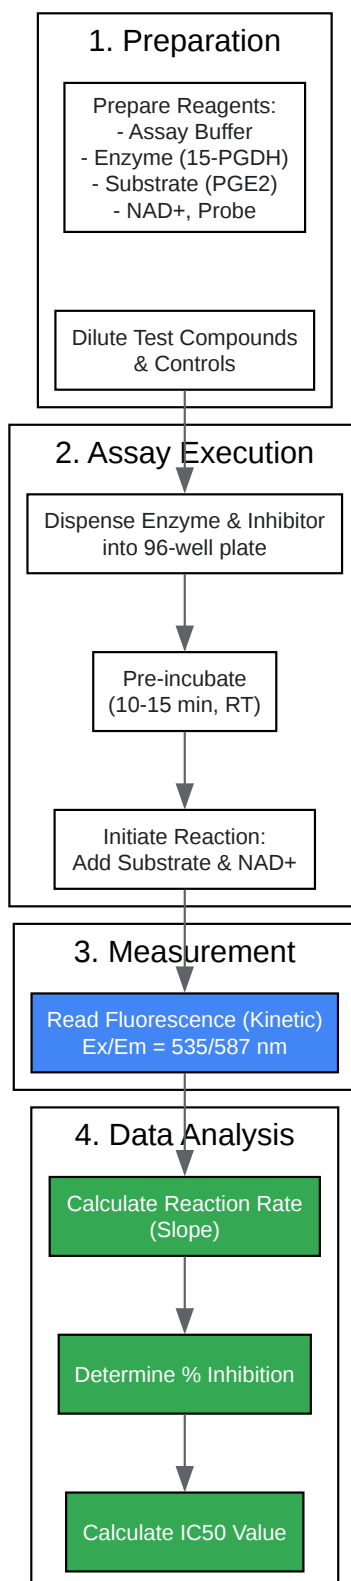 1. Preparation
Prepare Reagents:
- Assay Buffer
- Enzyme (15-PGDH)
- Substrate (PGE2)
- NAD+, Probe
Dilute Test Compounds
& Controls
2. Assay Execution
Dispense Enzyme & Inhibitor
into 96-well plate
Pre-incubate
(10-15 min, RT)
Initiate Reaction:
Add Substrate & NAD+
3. Measurement
Read Fluorescence (Kinetic)
Ex/Em = 535/587 nm
4. Data Analysis
Calculate Reaction Rate
(Slope)
Determine % Inhibition
Calculate IC50 Value